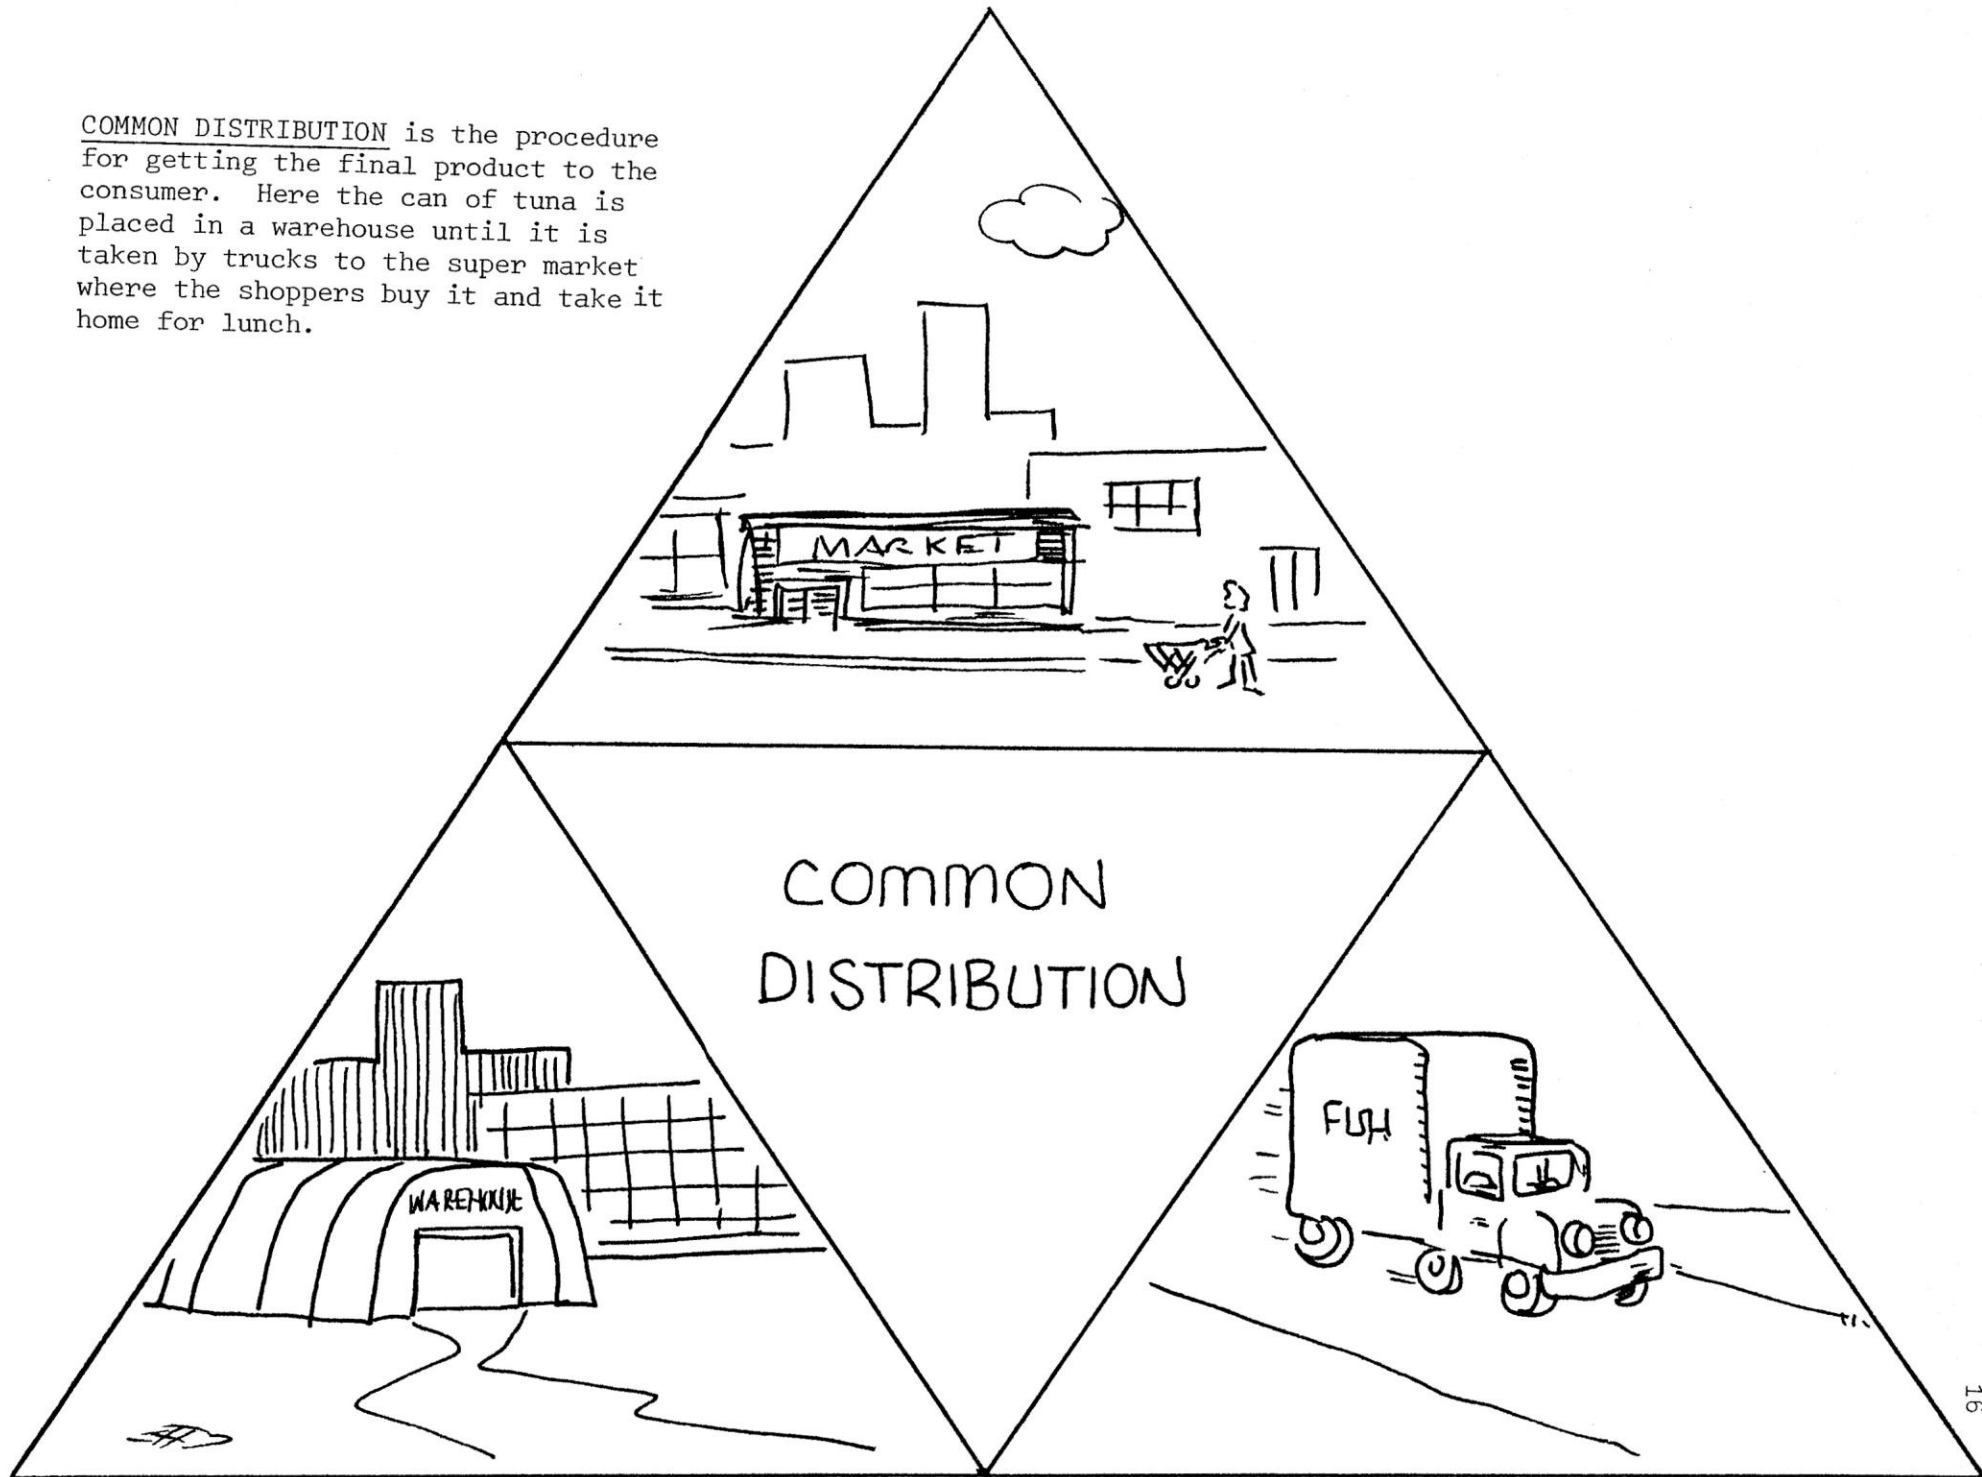 COMMON DISTRIBUTION is the procedure
for getting the final product to the
consumer. Here the can of tuna is
placed in a warehouse until it is
taken by trucks to the super market
where the shoppers buy it and take it
home for lunch.
MARKET
COMMON
DISTRIBUTION
WAREHOUSE
FISH
16